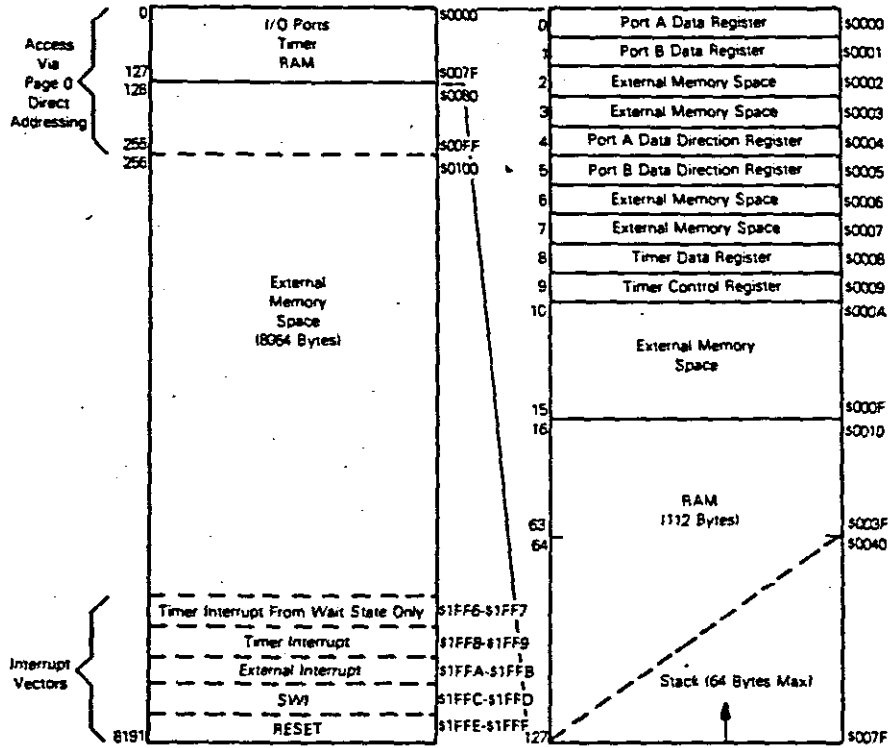 Access
Via
Page 0
Direct
Addressing
0
I/O Ports
Timer
RAM
$0000
127
$007F
128
$0080
255
$00FF
256
$0100
External
Memory
Space
(8064 Bytes)
Interrupt
Vectors
Timer Interrupt From Wait State Only
$1FF6-$1FF7
Timer Interrupt
$1FF8-$1FF9
External Interrupt
$1FFA-$1FFB
SWI
$1FFC-$1FFD
8191
RESET
$1FFE-$1FFF
0
Port A Data Register
$0000
1
Port B Data Register
$0001
2
External Memory Space
$0002
3
External Memory Space
$0003
4
Port A Data Direction Register
$0004
5
Port B Data Direction Register
$0005
6
External Memory Space
$0006
7
External Memory Space
$0007
8
Timer Data Register
$0008
9
Timer Control Register
$0009
10
$000A
External Memory
Space
15
$000F
16
$0010
RAM
(112 Bytes)
63
$003F
64
$0040
Stack (64 Bytes Max)
127
$007F